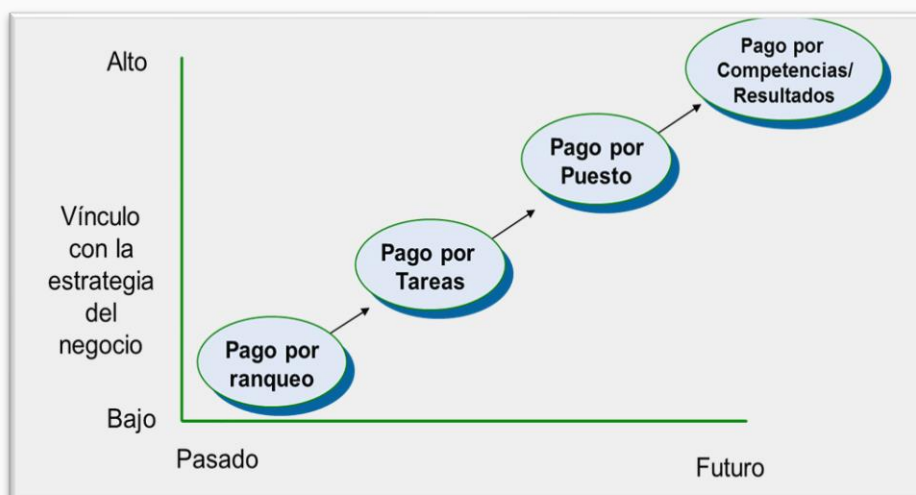 Alto
Pago por
Competencias/
Resultados
Pago por
Puesto
Vínculo
con la
estrategia
del
negocio
Pago por
Tareas
Pago por
ranqueo
Bajo
Pasado
Futuro